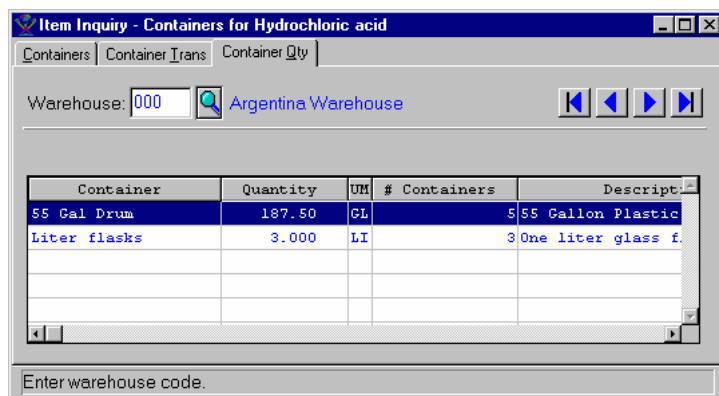 Item Inquiry - Containers for Hydrochloric acid
Containers Container Trans Container Qty
Warehouse: 000 Argentina Warehouse
Container Quantity UM # Containers Descript
55 Gal Drum 187.50 GL 5 55 Gallon Plastic
Liter flasks 3.000 LI 3 One liter glass f
Enter warehouse code.